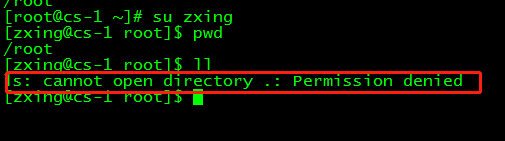 /root
[root@cs-1 ~]# su zxing
[zxing@cs-1 root]$ pwd
/root
[zxing@cs-1 root]$ ll
ls: cannot open directory .: Permission denied
[zxing@cs-1 root]$